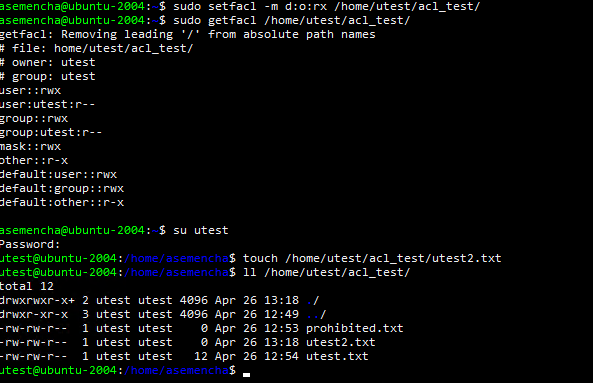 asemencha@ubuntu-2004:~$ sudo setfacl -m d:o:rx /home/utest/acl_test/
asemencha@ubuntu-2004:~$ sudo getfacl /home/utest/acl_test/
getfacl: Removing leading '/' from absolute path names
# file: home/utest/acl_test/
# owner: utest
# group: utest
user::rwx
user:utest:r--
group::rwx
group:utest:r--
mask::rwx
other::r-x
default:user::rwx
default:group::rwx
default:other::r-x
asemencha@ubuntu-2004:~$ su utest
Password:
utest@ubuntu-2004:/home/asemencha$ touch /home/utest/acl_test/utest2.txt
utest@ubuntu-2004:/home/asemencha$ ll /home/utest/acl_test/
total 12
drwxrwxr-x+ 2 utest utest 4096 Apr 26 13:18 ./
drwxr-xr-x  3 utest utest 4096 Apr 26 12:49 ../
-rw-rw-r--  1 utest utest    0 Apr 26 12:53 prohibited.txt
-rw-rw-r--  1 utest utest    0 Apr 26 13:18 utest2.txt
-rw-rw-r--  1 utest utest   12 Apr 26 12:54 utest.txt
utest@ubuntu-2004:/home/asemencha$